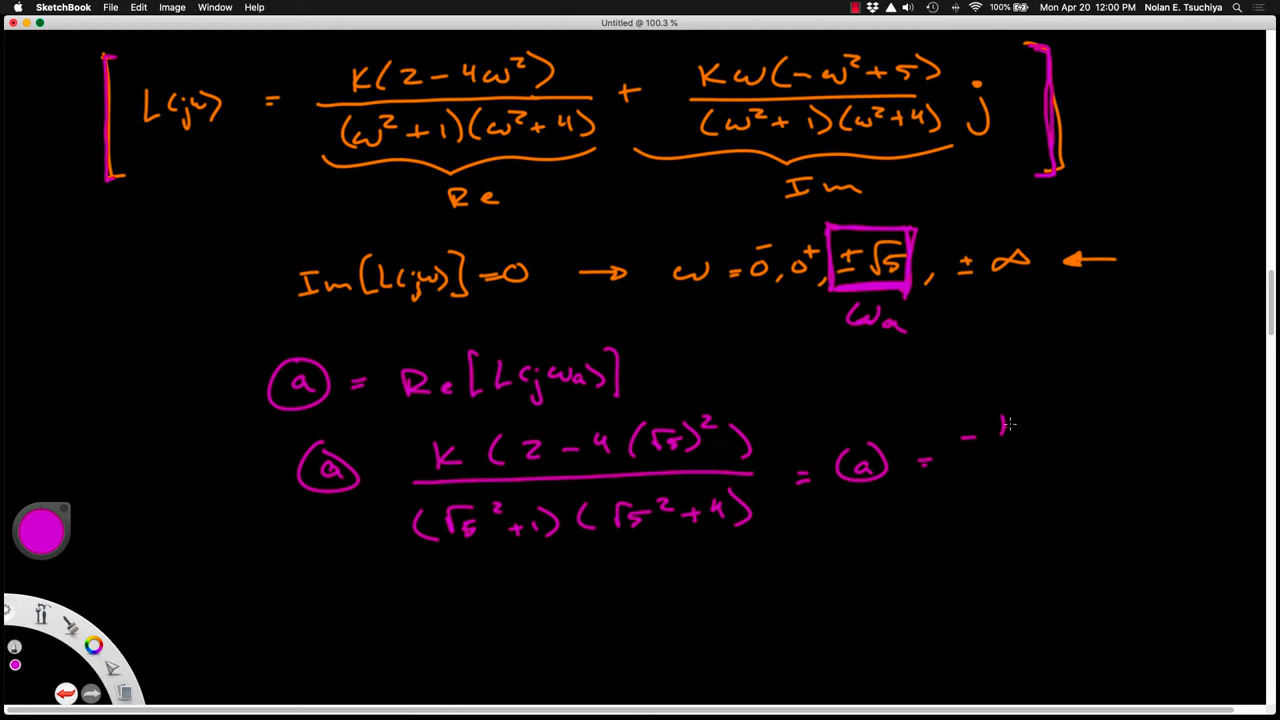 SketchBook File Edit Image Window Help 100% Mon Apr 20 12:00 PM Nolan E. Tsuchiya
Untitled @ 100.3 %
L(jω) = K(2 - 4ω²) / (ω² + 1)(ω² + 4) + Kω(-ω² + 5) / (ω² + 1)(ω² + 4) j
Re Im
Im[L(jω)] = 0 → ω = 0⁻, 0⁺, ± √5, ± ∞ ←
ωa
a = Re[L(jωa)]
a K (2 - 4 (√5)²) / (√5² + 1) (√5² + 4) = a = -